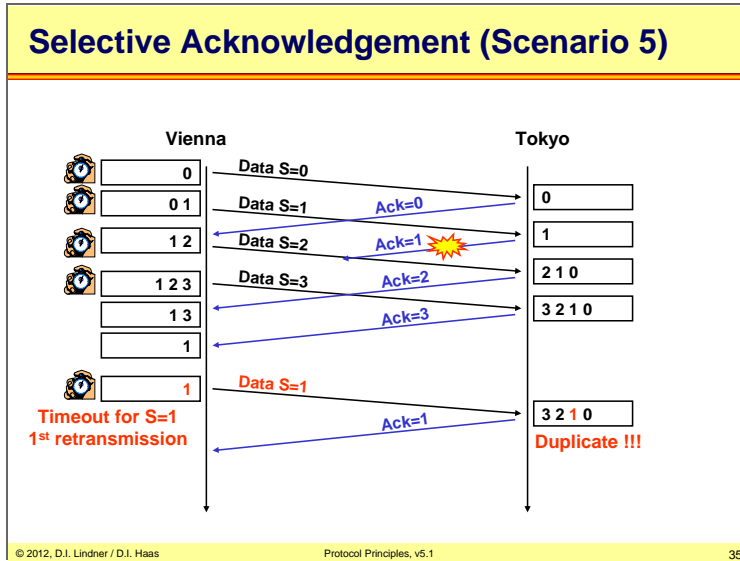 Selective Acknowledgement (Scenario 5)
Vienna
Tokyo
0
Data S=0
0
0 1
Data S=1
Ack=0
1
1 2
Data S=2
Ack=1
2 1 0
1 2 3
Data S=3
Ack=2
3 2 1 0
1 3
Ack=3
1
1
Data S=1
3 2 1 0
Timeout for S=1
1st retransmission
Ack=1
Duplicate !!!
© 2012, D.I. Lindner / D.I. Haas
Protocol Principles, v5.1
35